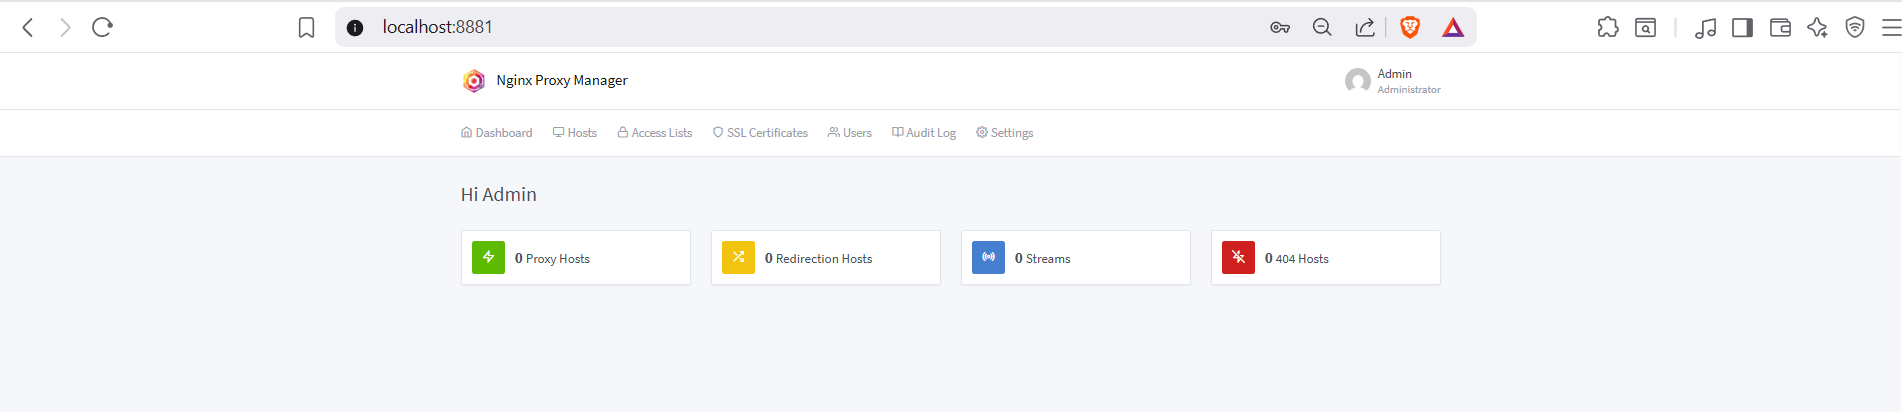 localhost:8881
Nginx Proxy Manager
Admin
Administrator
Dashboard Hosts Access Lists SSL Certificates Users Audit Log Settings
Hi Admin
0 Proxy Hosts 0 Redirection Hosts 0 Streams 0 404 Hosts